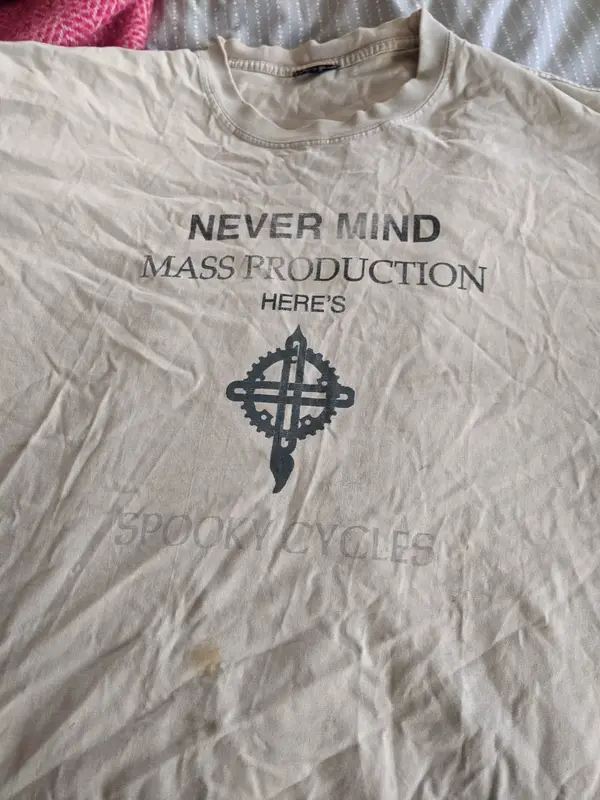 NEVER MIND
MASS PRODUCTION
HERE'S
SPOOKY CYCLES